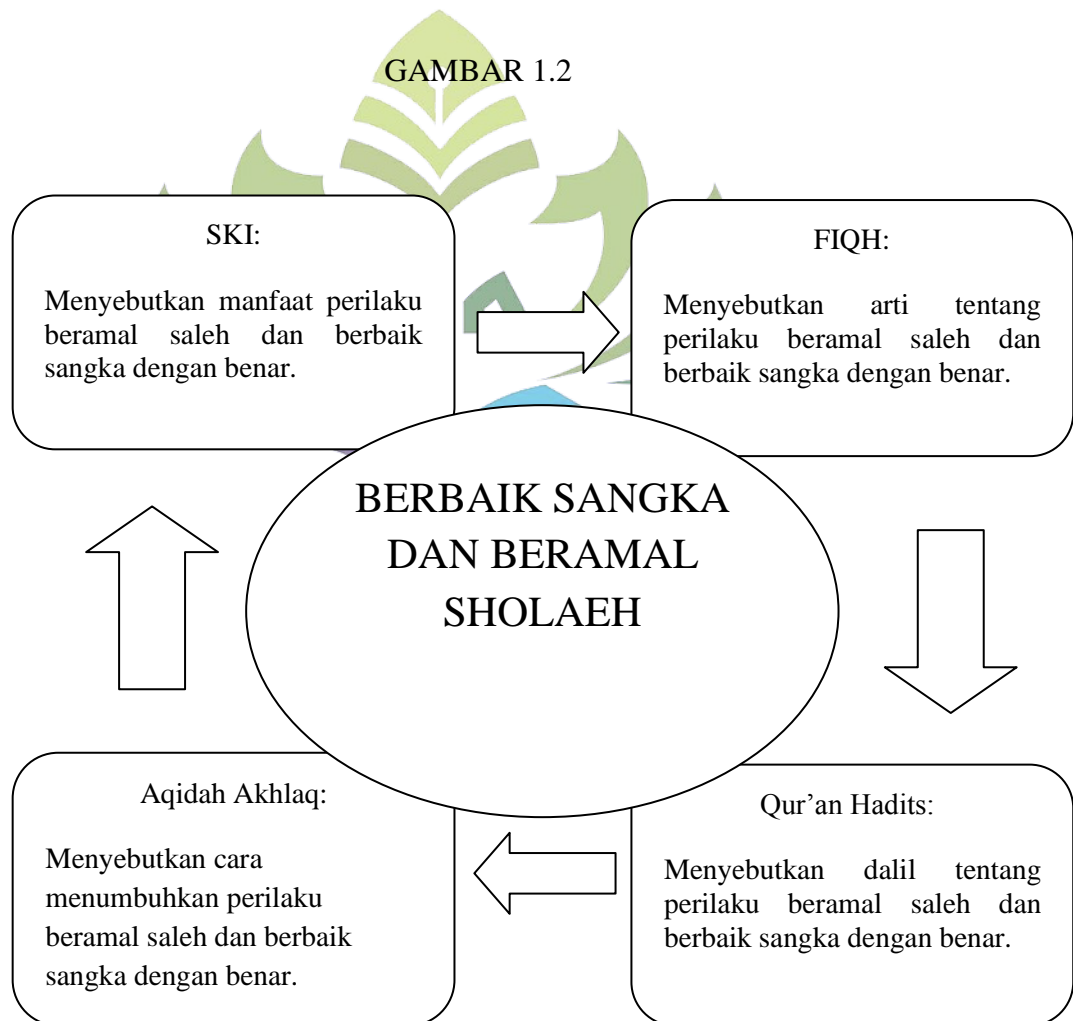 GAMBAR 1.2
SKI:
Menyebutkan manfaat perilaku
beramal saleh dan berbaik
sangka dengan benar.
FIQH:
Menyebutkan arti tentang
perilaku beramal saleh dan
berbaik sangka dengan benar.
BERBAIK SANGKA
DAN BERAMAL
SHOLAEH
Aqidah Akhlaq:
Menyebutkan cara
menumbuhkan perilaku
beramal saleh dan berbaik
sangka dengan benar.
Qur’an Hadits:
Menyebutkan dalil tentang
perilaku beramal saleh dan
berbaik sangka dengan benar.